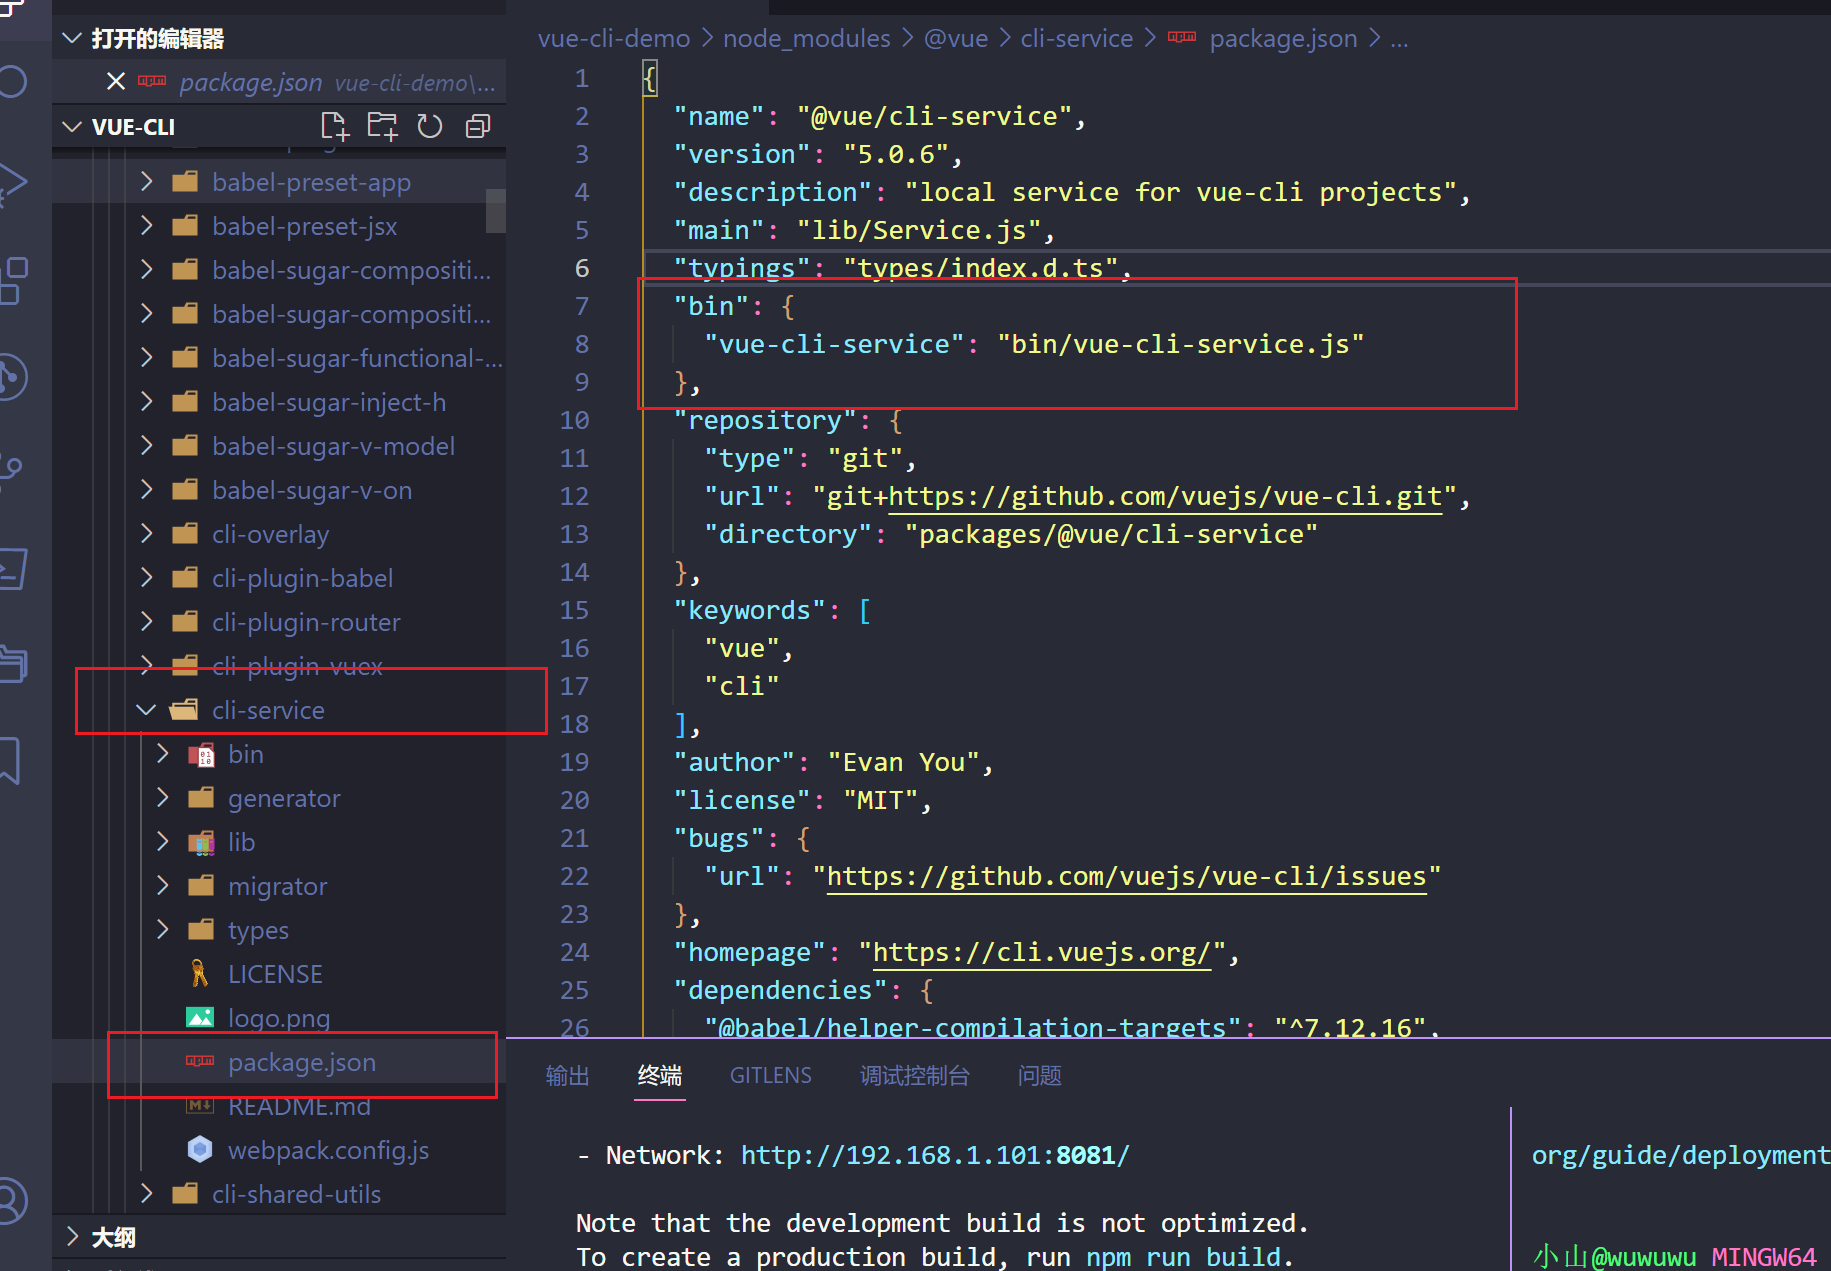 打开的编辑器
package.json vue-cli-demo\...
VUE-CLI
babel-preset-app
babel-preset-jsx
babel-sugar-compositi...
babel-sugar-compositi...
babel-sugar-functional-...
babel-sugar-inject-h
babel-sugar-v-model
babel-sugar-v-on
cli-overlay
cli-plugin-babel
cli-plugin-router
cli-plugin-vuex
cli-service
bin
generator
lib
migrator
types
LICENSE
logo.png
package.json
README.md
webpack.config.js
cli-shared-utils
大纲
vue-cli-demo > node_modules > @vue > cli-service > package.json > ...
1 {
2 "name": "@vue/cli-service",
3 "version": "5.0.6",
4 "description": "local service for vue-cli projects",
5 "main": "lib/Service.js",
6 "typings": "types/index.d.ts",
7 "bin": {
8 "vue-cli-service": "bin/vue-cli-service.js"
9 },
10 "repository": {
11 "type": "git",
12 "url": "git+https://github.com/vuejs/vue-cli.git",
13 "directory": "packages/@vue/cli-service"
14 },
15 "keywords": [
16 "vue",
17 "cli"
18 ],
19 "author": "Evan You",
20 "license": "MIT",
21 "bugs": {
22 "url": "https://github.com/vuejs/vue-cli/issues"
23 },
24 "homepage": "https://cli.vuejs.org/",
25 "dependencies": {
26 "@babel/helper-compilation-targets": "^7.12.16",
输出 终端 GITLENS 调试控制台 问题
- Network: http://192.168.1.101:8081/
Note that the development build is not optimized.
To create a production build, run npm run build.
org/guide/deployment
小山@wuwuwu MINGW64